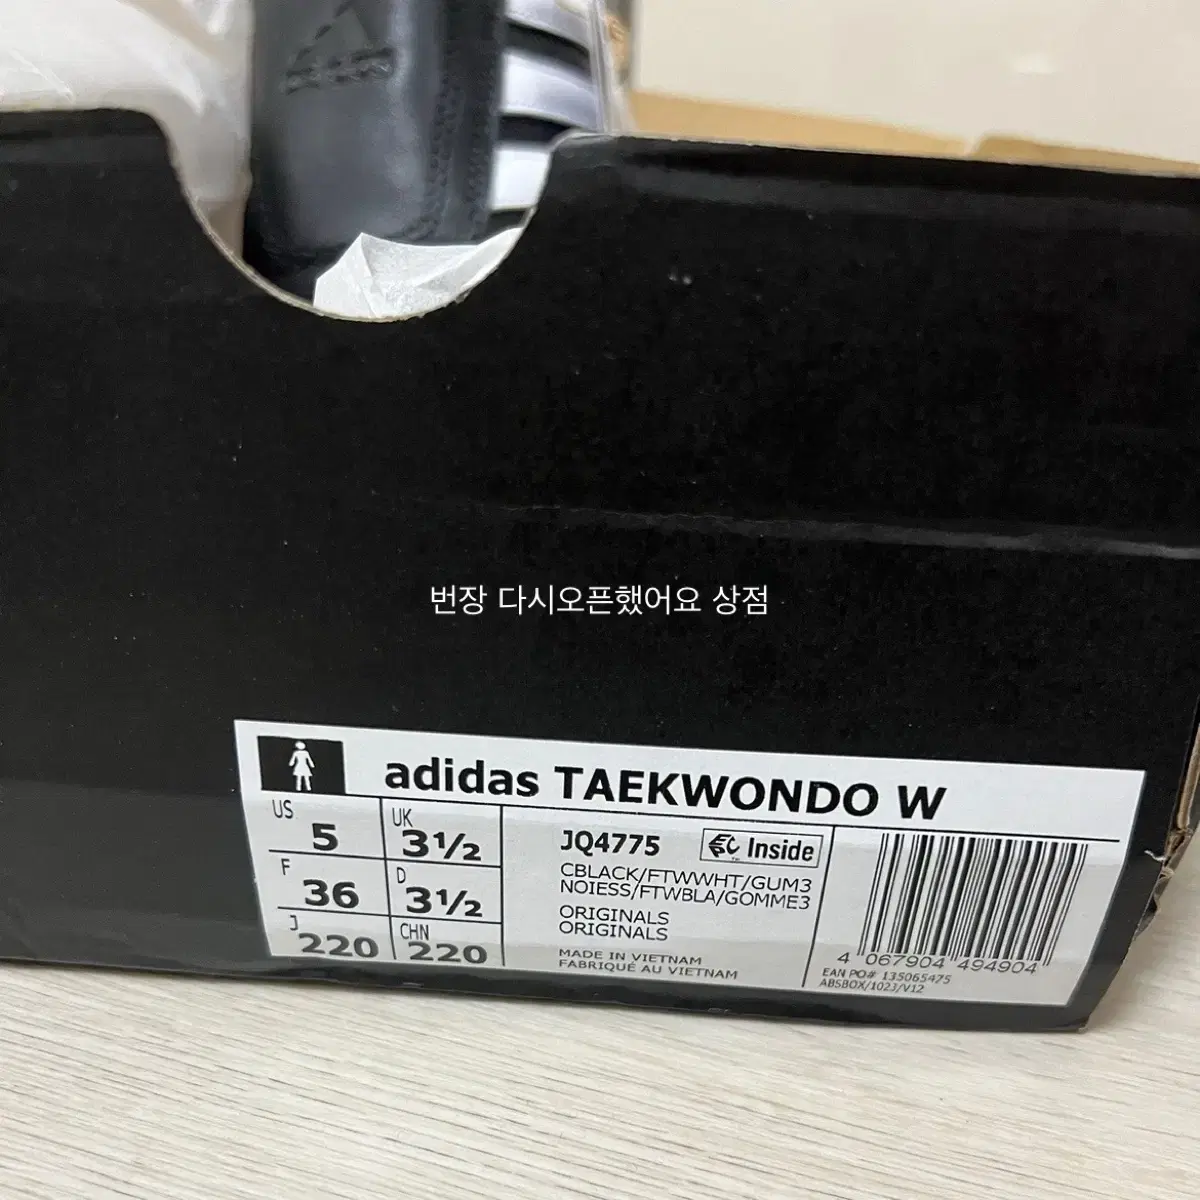 번장 다시오픈했어요 상점
adidas TAEKWONDO W
US 5
UK 3½
F 36
D 3½
J 220
CHN 220
JQ4775
Inside
CBLACK/FTWWHT/GUM3
NOIESS/FTWBLA/GOMME3
ORIGINALS
ORIGINALS
MADE IN VIETNAM
FABRIQUÉ AU VIETNAM
4 067904 494904
EAN PO# 135065475
ABSBOX/1023/V12